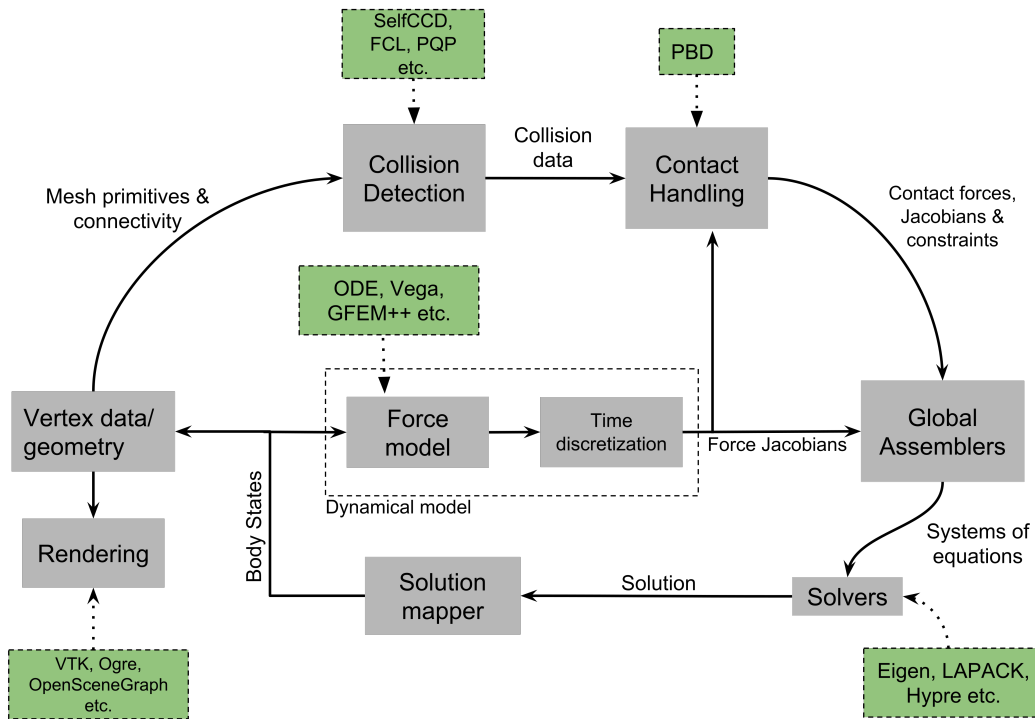 SelfCCD,
FCL, PQP
etc.
PBD
Collision
Detection
Collision
data
Contact
Handling
Mesh primitives &
connectivity
Contact forces,
Jacobians &
constraints
ODE, Vega,
GFEM++ etc.
Vertex data/
geometry
Force
model
Time
discretization
Force Jacobians
Global
Assemblers
Dynamical model
Rendering
Body States
Systems of
equations
Solution
mapper
Solution
Solvers
VTK, Ogre,
OpenSceneGraph
etc.
Eigen, LAPACK,
Hypre etc.